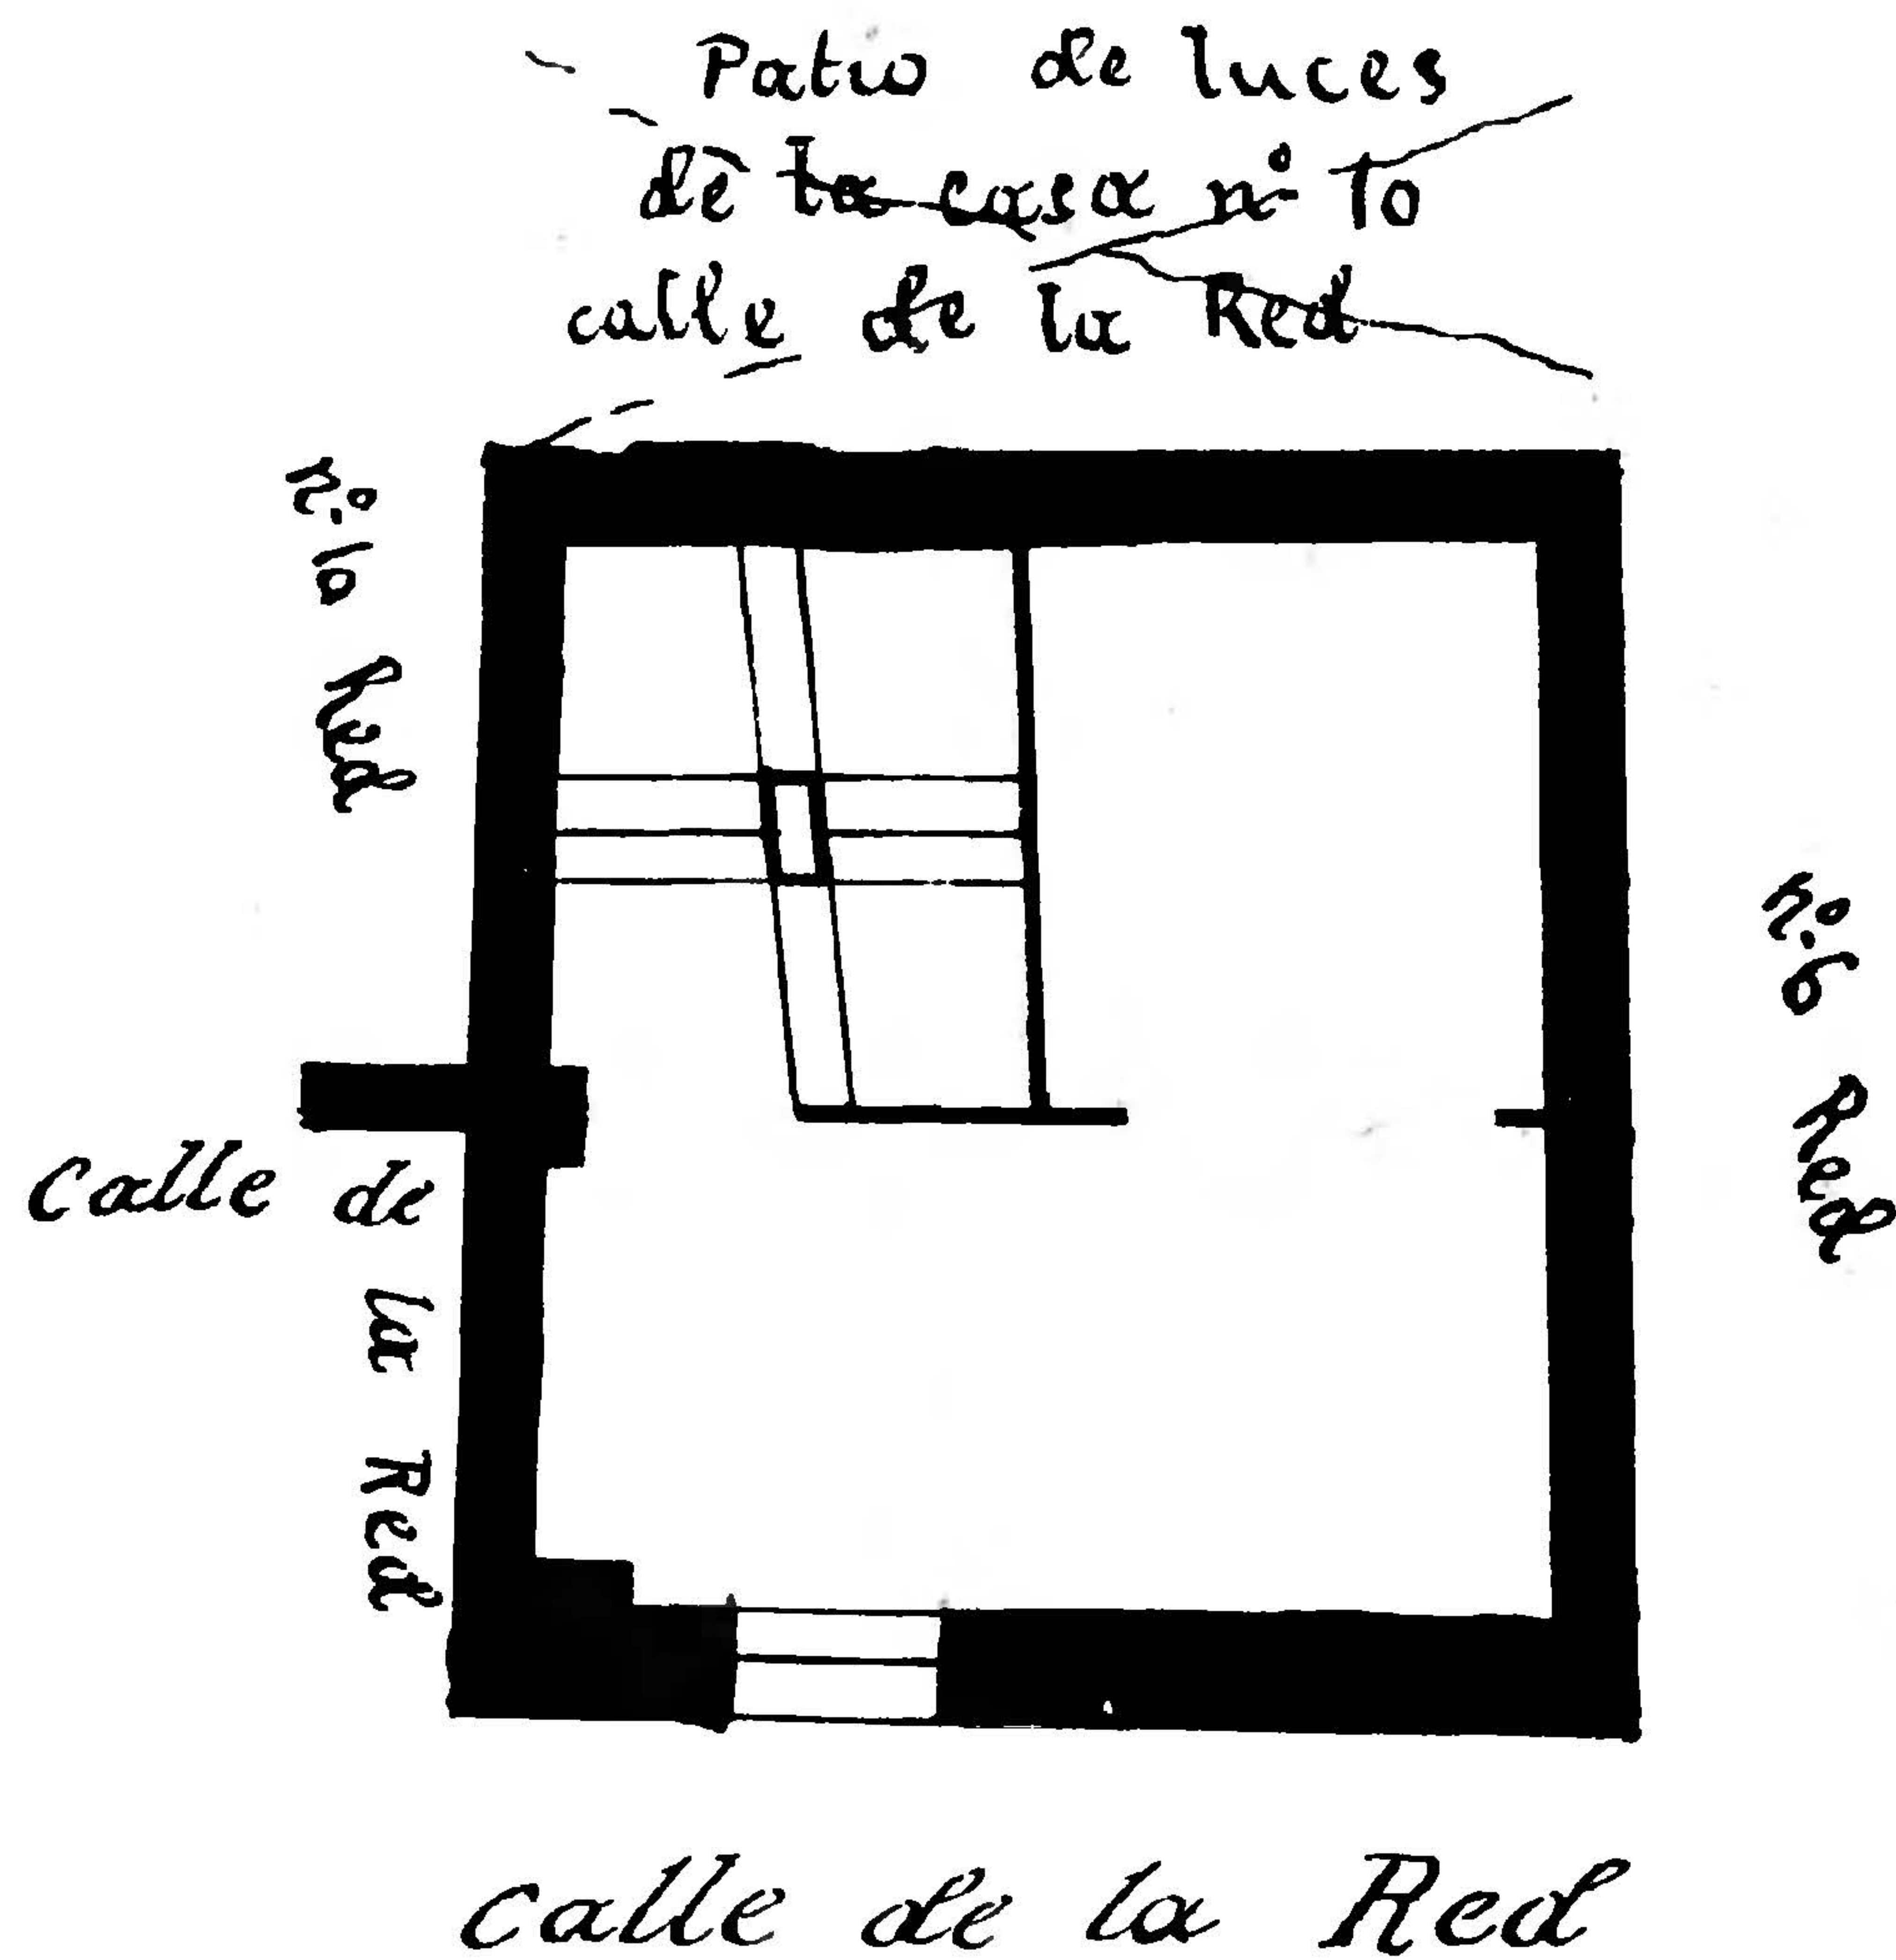 Patio de luces
de la casa nº 10
calle de la Red
nº 10 Red
nº 6 Red
Calle de
la Red
Calle de la Red